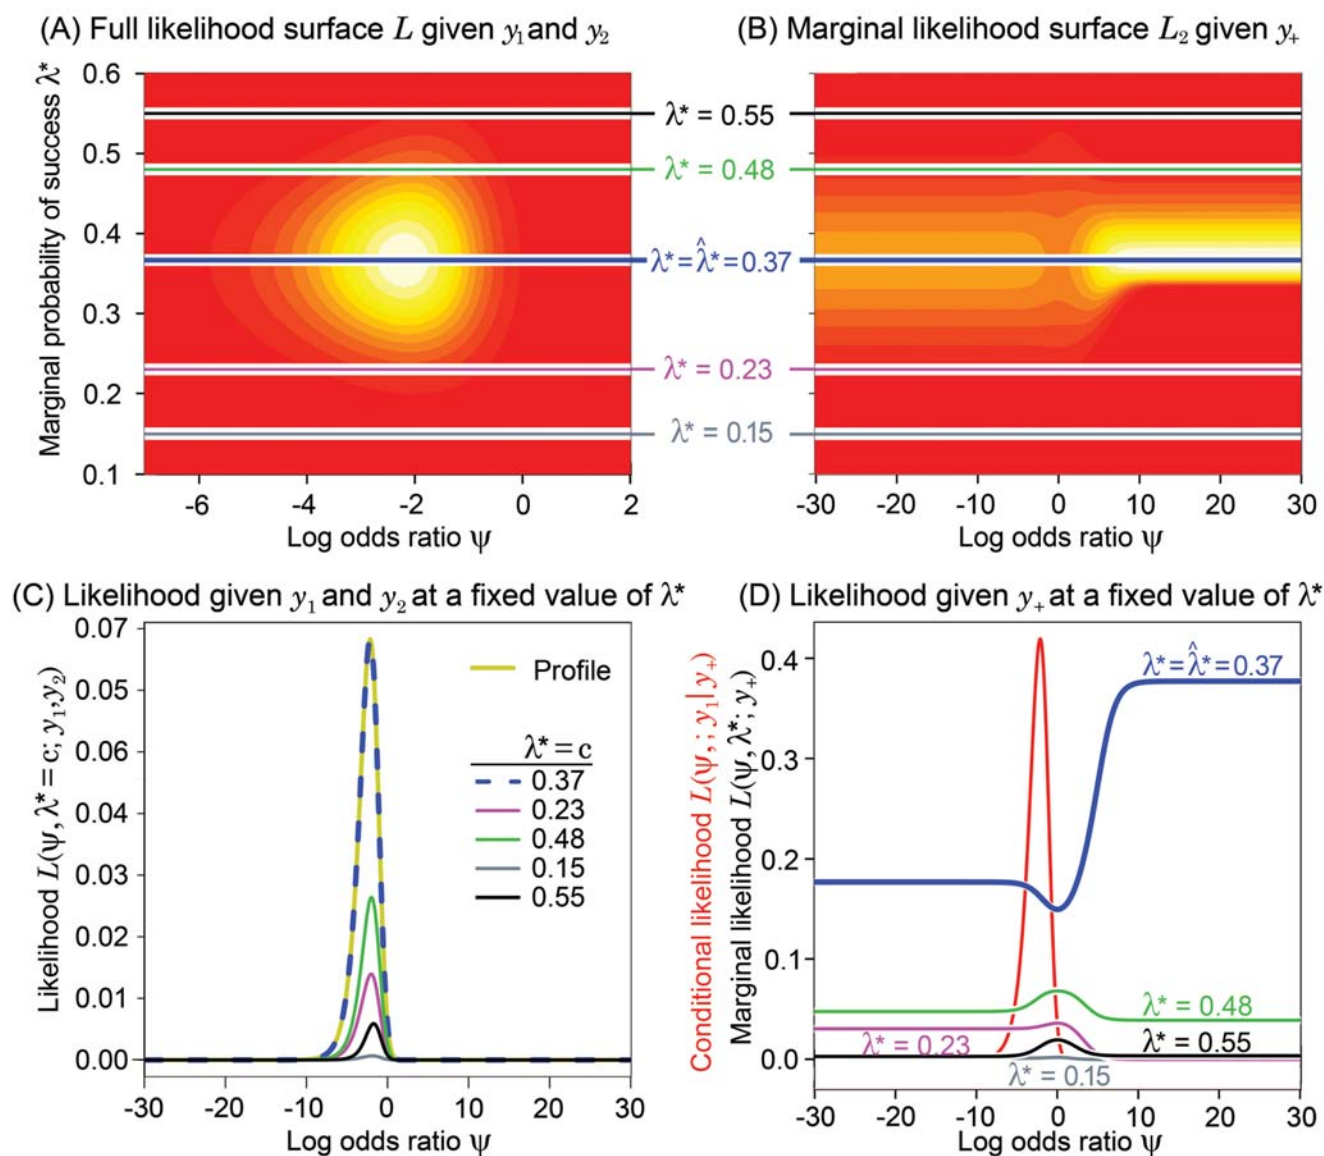 (A) Full likelihood surface L given y₁ and y₂
(B) Marginal likelihood surface L₂ given y₊
Marginal probability of success λ*
0.6
0.5
0.4
0.3
0.2
0.1
-6
-4
-2
0
2
Log odds ratio ψ
λ* = 0.55
λ* = 0.48
λ* = λ̂* = 0.37
λ* = 0.23
λ* = 0.15
-30
-20
-10
0
10
20
30
Log odds ratio ψ
(C) Likelihood given y₁ and y₂ at a fixed value of λ*
(D) Likelihood given y₊ at a fixed value of λ*
Likelihood L(ψ, λ* = c; y₁,y₂)
0.07
0.05
0.06
0.04
0.03
0.02
0.01
0.00
Profile
λ* = c
0.37
0.23
0.48
0.15
0.55
-30
-10
0
-10
20
30
Log odds ratio ψ
Conditional likelihood L(ψ, ; y₁| y₊)
Marginal likelihood L(ψ, λ*; y₊)
0.4
0.3
0.2
0.1
0.0
λ* = λ̂* = 0.37
λ* = 0.48
λ* = 0.23
λ* = 0.55
λ* = 0.15
-30
-20
-10
0
10
20
30
Log odds ratio ψ